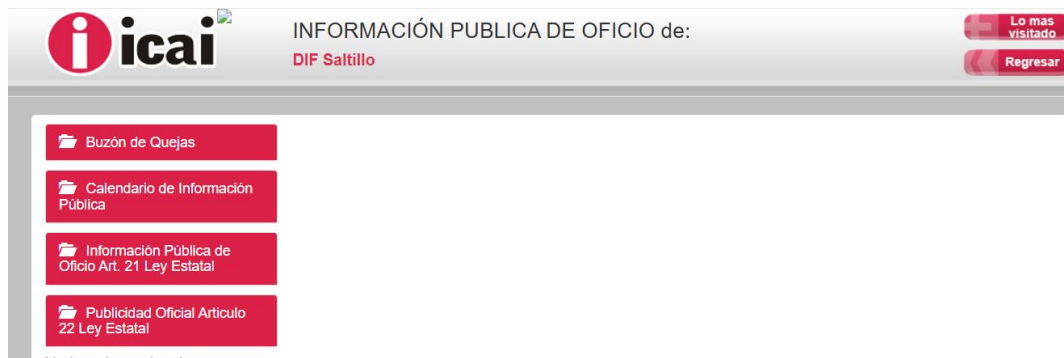 icai
INFORMACIÓN PUBLICA DE OFICIO de:
DIF Saltillo
Lo mas
visitado
Regresar
Buzón de Quejas
Calendario de Información
Pública
Información Pública de
Oficio Art. 21 Ley Estatal
Publicidad Oficial Articulo
22 Ley Estatal